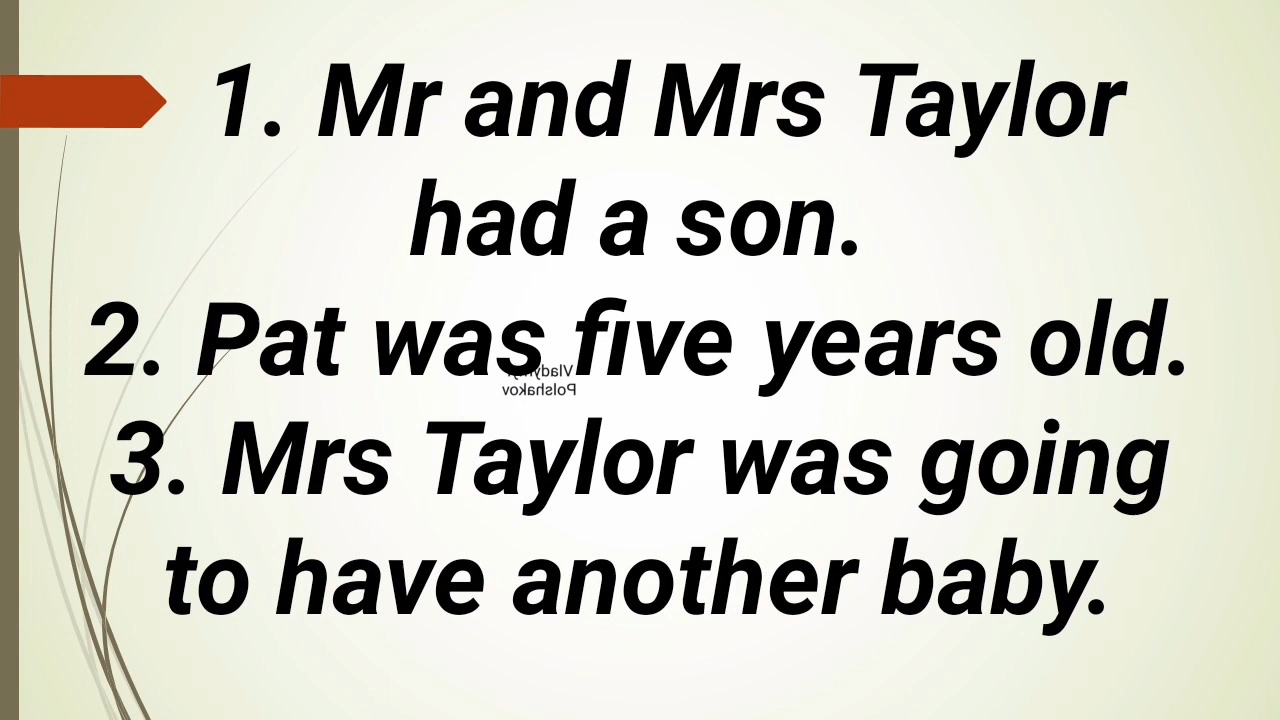 1. Mr and Mrs Taylor
had a son.
2. Pat was five years old.
3. Mrs Taylor was going
to have another baby.
Polshakov